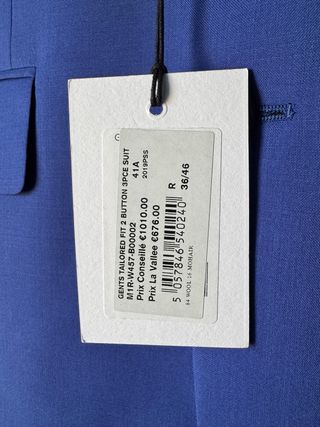 GENTS TAILORED FIT 2 BUTTON 3PCE SUIT
41A
2019PSS
M1R-W457-B00002
Prix Conseillé €1010.00
Prix La Vallee €676.00
R
36/46
5 057846 540240
84 WOOL 16 MOHAIR